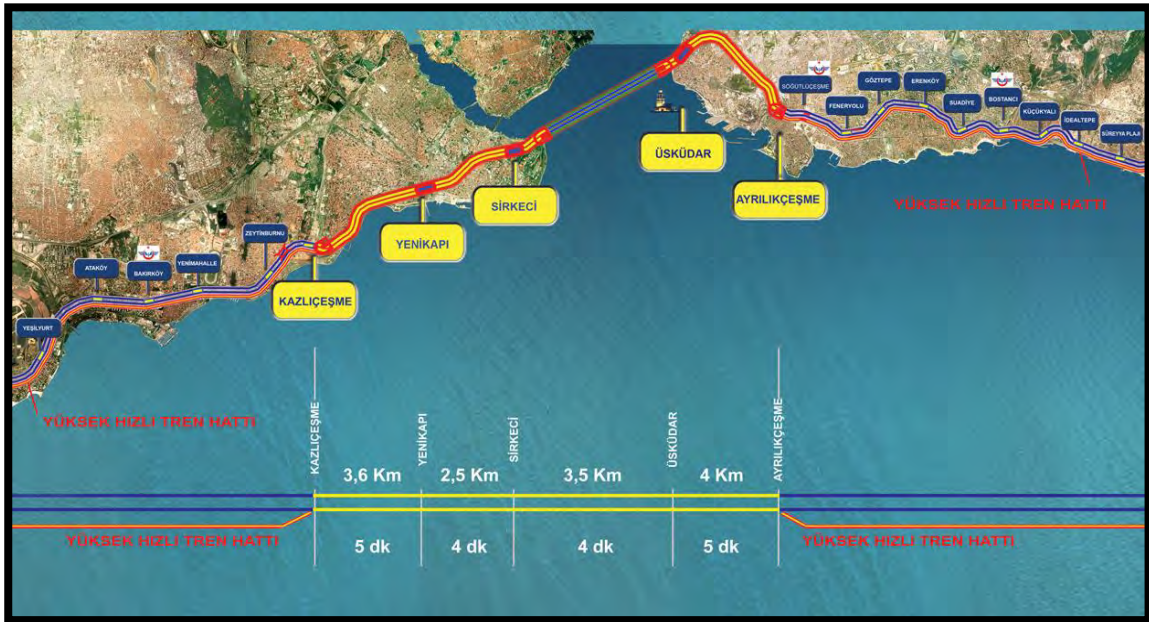 SÖĞÜTLÜÇEŞME
FENERYOLU
GÖZTEPE
ERENKÖY
SUADİYE
BOSTANCI
KÜÇÜKYALI
İDEALTEPE
SÜREYYA PLAJI
ÜSKÜDAR
AYRILIKÇEŞME
YÜKSEK HIZLI TREN HATTI
SİRKECİ
YENİKAPI
KAZLIÇEŞME
ZEYTİNBURNU
YENİMAHALLE
BAKIRKÖY
ATAKÖY
YEŞİLYURT
YÜKSEK HIZLI TREN HATTI
KAZLIÇEŞME
YENİKAPI
SİRKECİ
ÜSKÜDAR
AYRILIKÇEŞME
3,6 Km 2,5 Km 3,5 Km 4 Km
YÜKSEK HIZLI TREN HATTI
5 dk 4 dk 4 dk 5 dk
YÜKSEK HIZLI TREN HATTI